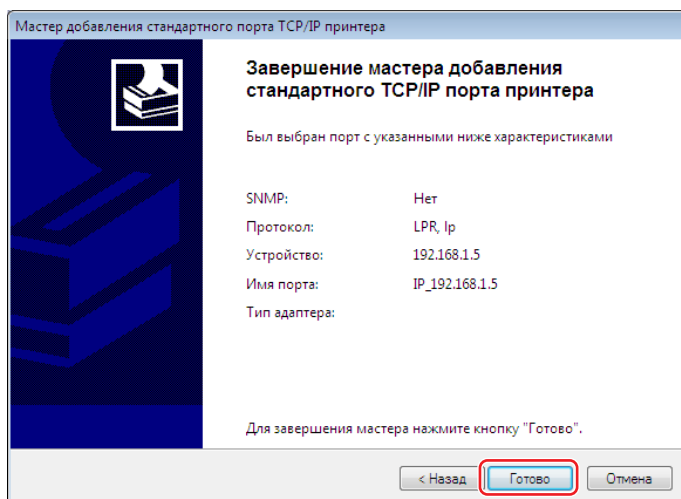 Мастер добавления стандартного порта TCP/IP принтера
Завершение мастера добавления
стандартного TCP/IP порта принтера
Был выбран порт с указанными ниже характеристиками
SNMP: Нет
Протокол: LPR, lp
Устройство: 192.168.1.5
Имя порта: IP_192.168.1.5
Тип адаптера:
Для завершения мастера нажмите кнопку "Готово".
< Назад Готово Отмена